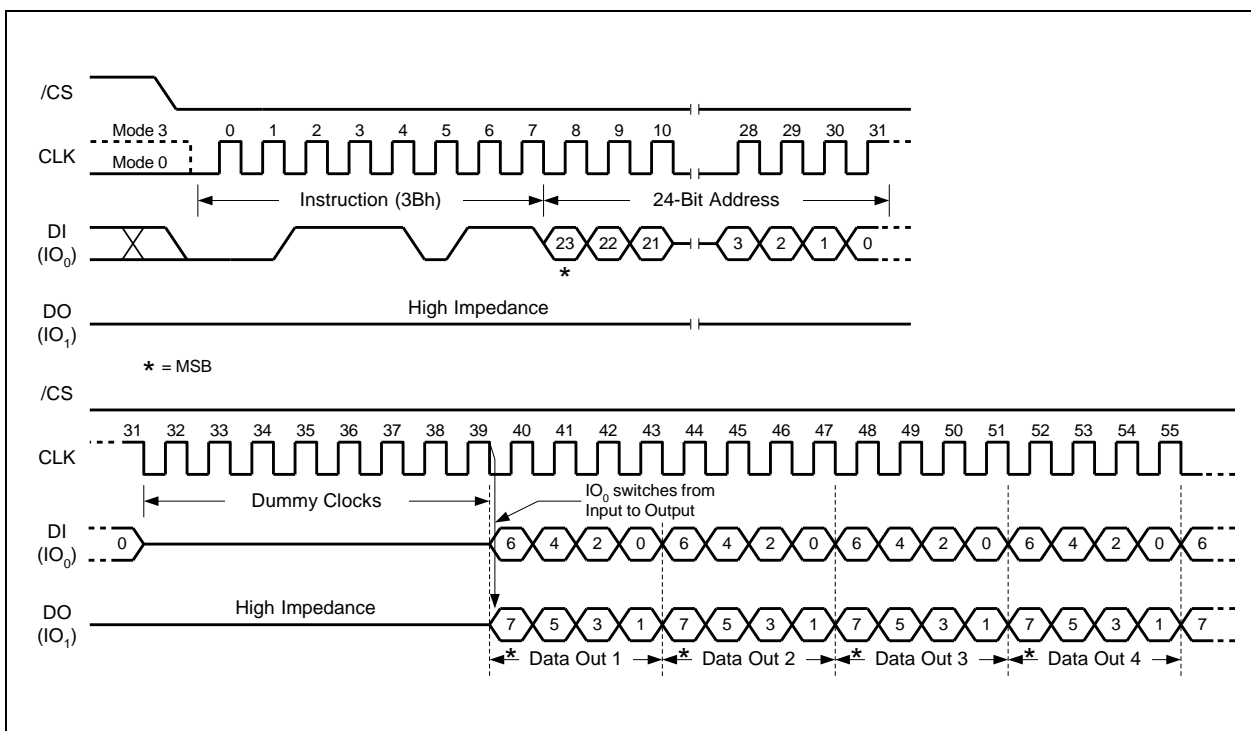 /CS
Mode 3 0 1 2 3 4 5 6 7 8 9 10 28 29 30 31
CLK Mode 0
Instruction (3Bh) 24-Bit Address
DI
(IO0) 23 22 21 3 2 1 0
*
High Impedance
DO
(IO1)
* = MSB
/CS
31 32 33 34 35 36 37 38 39 40 41 42 43 44 45 46 47 48 49 50 51 52 53 54 55
CLK
Dummy Clocks
IO0 switches from
Input to Output
DI
(IO0) 0 6 4 2 0 6 4 2 0 6 4 2 0 6 4 2 0 6
High Impedance
DO
(IO1) 7 5 3 1 7 5 3 1 7 5 3 1 7 5 3 1 7
* Data Out 1 * Data Out 2 * Data Out 3 * Data Out 4